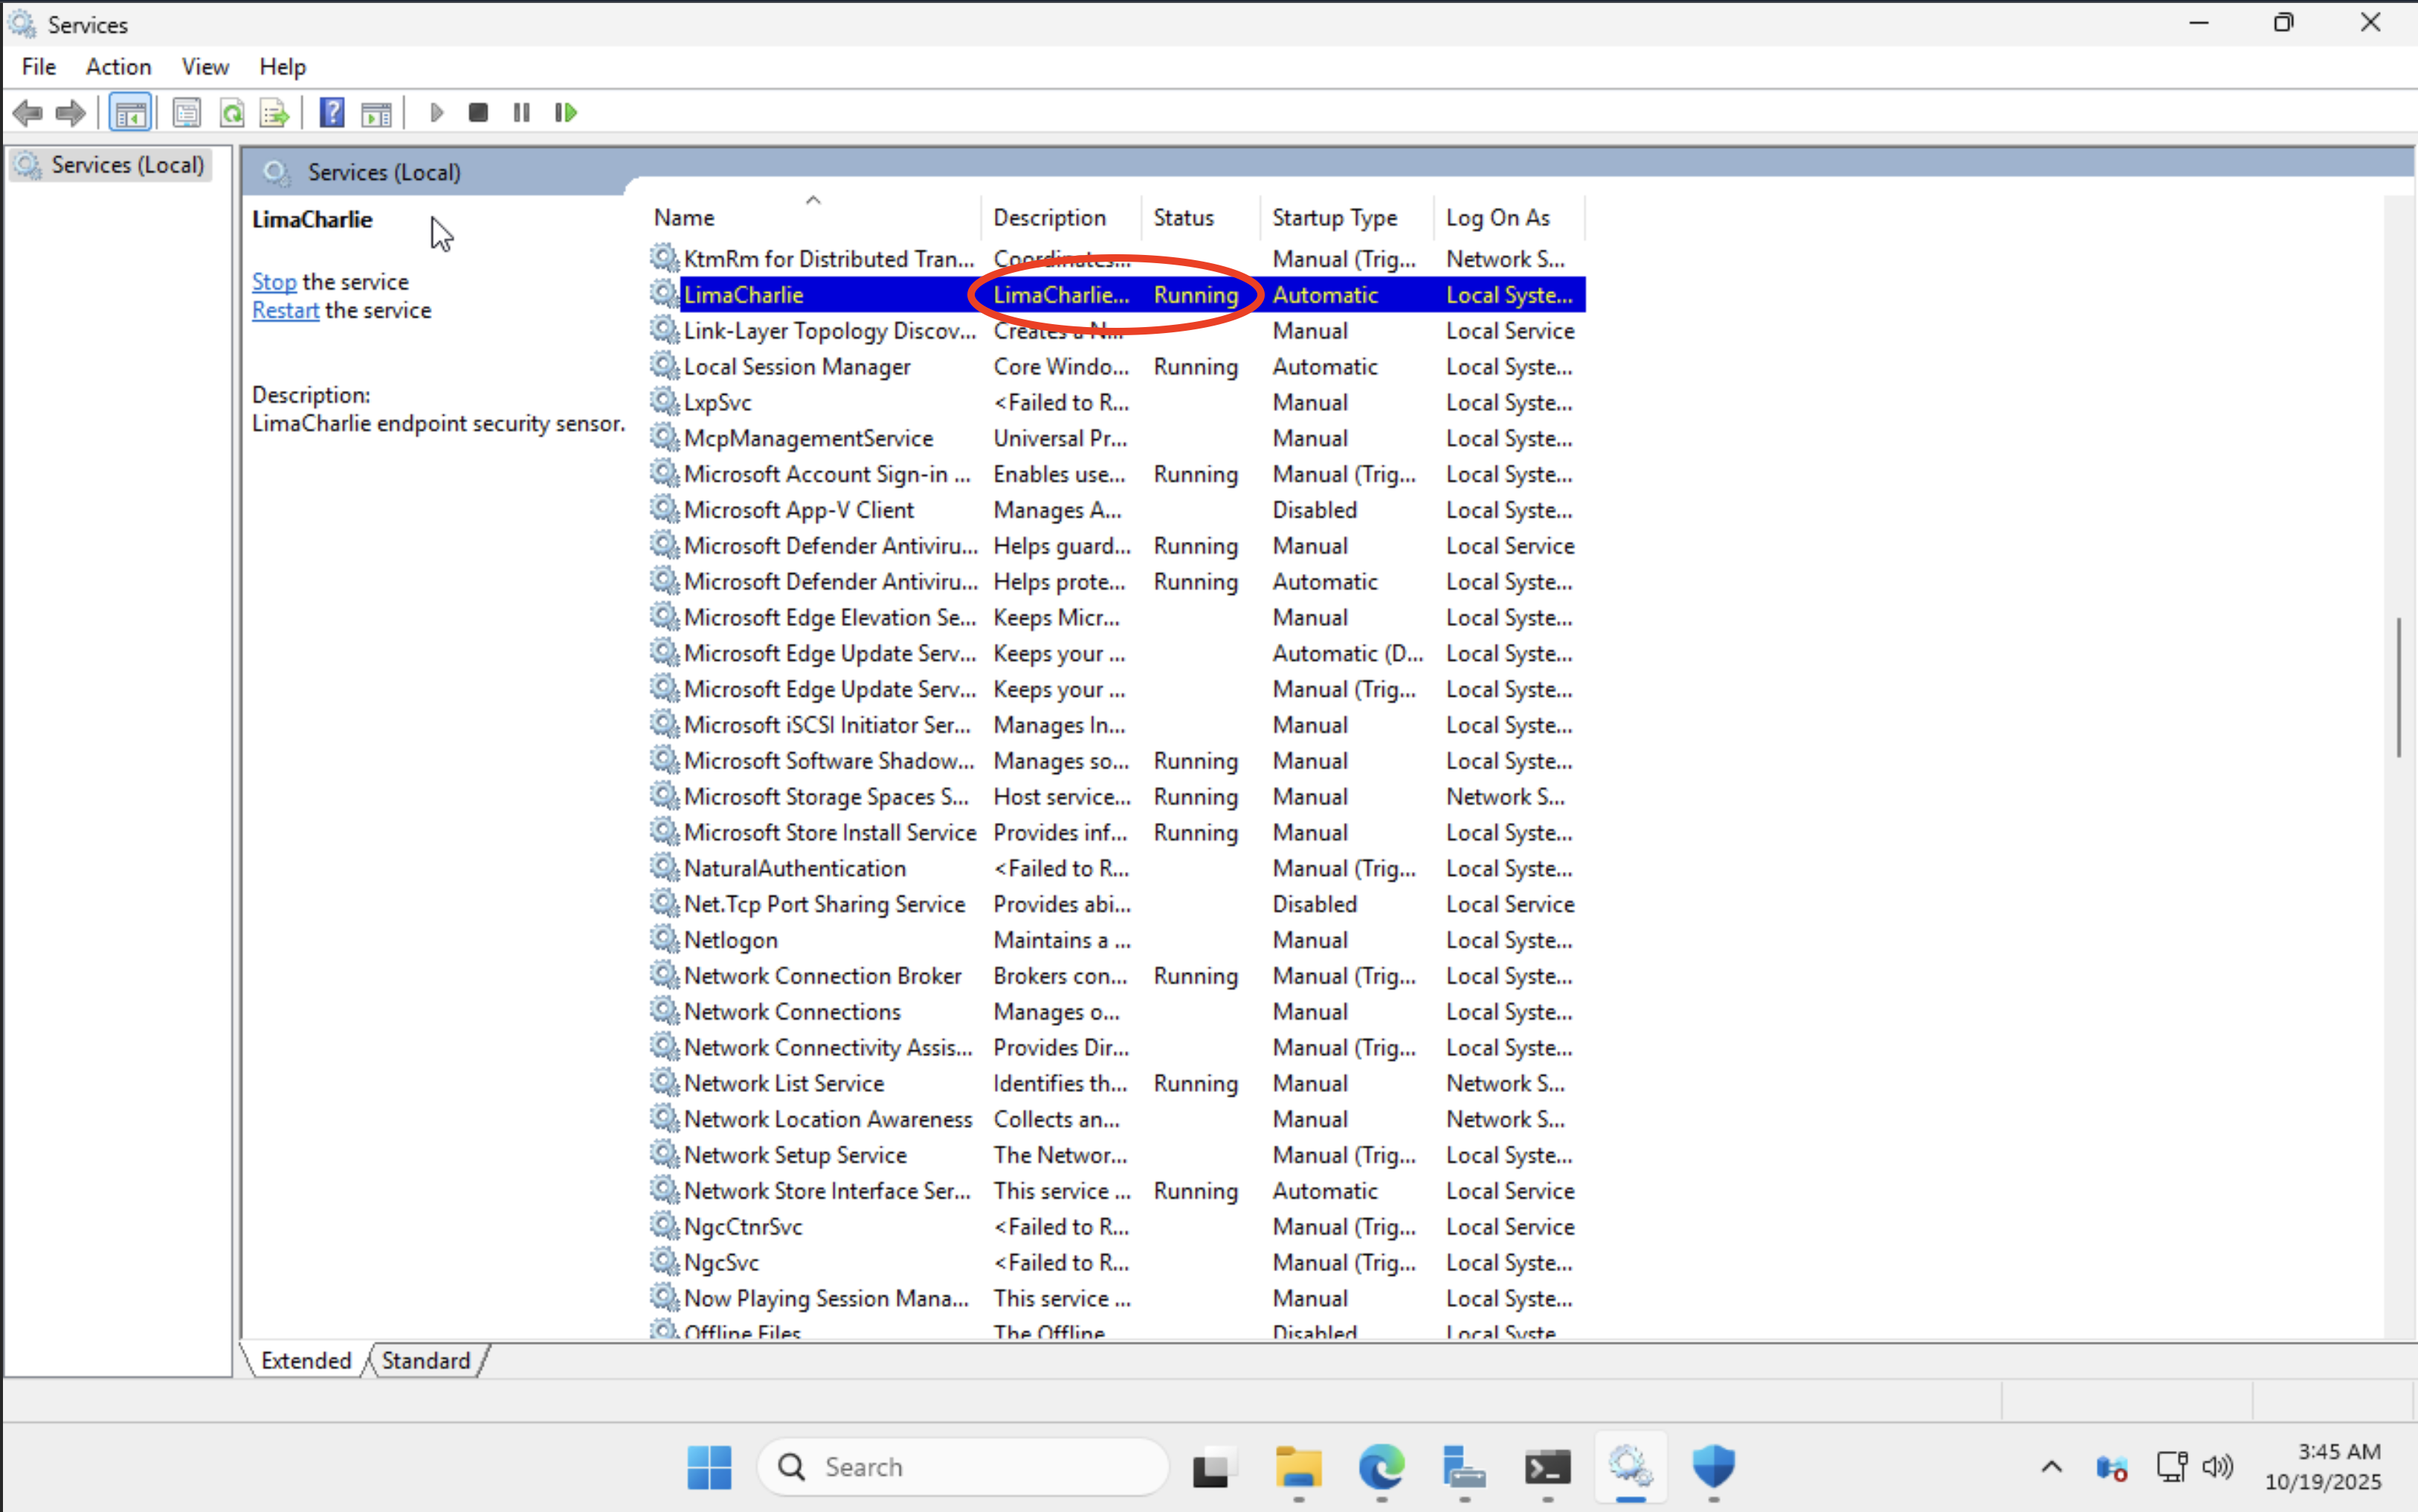 Services
File Action View Help
Services (Local)
Services (Local)
LimaCharlie
Stop the service
Restart the service
Description:
LimaCharlie endpoint security sensor.
Name Description Status Startup Type Log On As
KtmRm for Distributed Tran... Coordinates... Manual (Trig... Network S...
LimaCharlie LimaCharlie... Running Automatic Local Syste...
Link-Layer Topology Discov... Creates a N... Manual Local Service
Local Session Manager Core Windo... Running Automatic Local Syste...
LxpSvc <Failed to R... Manual Local Syste...
McpManagementService Universal Pr... Manual Local Syste...
Microsoft Account Sign-in ... Enables use... Running Manual (Trig... Local Syste...
Microsoft App-V Client Manages A... Disabled Local Syste...
Microsoft Defender Antiviru... Helps guard... Running Manual Local Service
Microsoft Defender Antiviru... Helps prote... Running Automatic Local Syste...
Microsoft Edge Elevation Se... Keeps Micr... Manual Local Syste...
Microsoft Edge Update Serv... Keeps your ... Automatic (D... Local Syste...
Microsoft Edge Update Serv... Keeps your ... Manual (Trig... Local Syste...
Microsoft iSCSI Initiator Ser... Manages In... Manual Local Syste...
Microsoft Software Shadow... Manages so... Running Manual Local Syste...
Microsoft Storage Spaces S... Host service... Running Manual Network S...
Microsoft Store Install Service Provides inf... Running Manual Local Syste...
NaturalAuthentication <Failed to R... Manual (Trig... Local Syste...
Net.Tcp Port Sharing Service Provides abi... Disabled Local Service
Netlogon Maintains a ... Manual Local Syste...
Network Connection Broker Brokers con... Running Manual (Trig... Local Syste...
Network Connections Manages o... Manual Local Syste...
Network Connectivity Assis... Provides Dir... Manual (Trig... Local Syste...
Network List Service Identifies th... Running Manual Network S...
Network Location Awareness Collects an... Manual Network S...
Network Setup Service The Networ... Manual (Trig... Local Syste...
Network Store Interface Ser... This service ... Running Automatic Local Service
NgcCtnrSvc <Failed to R... Manual (Trig... Local Service
NgcSvc <Failed to R... Manual (Trig... Local Syste...
Now Playing Session Mana... This service ... Manual Local Syste...
Offline Files The Offline Disabled Local Syste
Extended Standard
Search
3:45 AM
10/19/2025